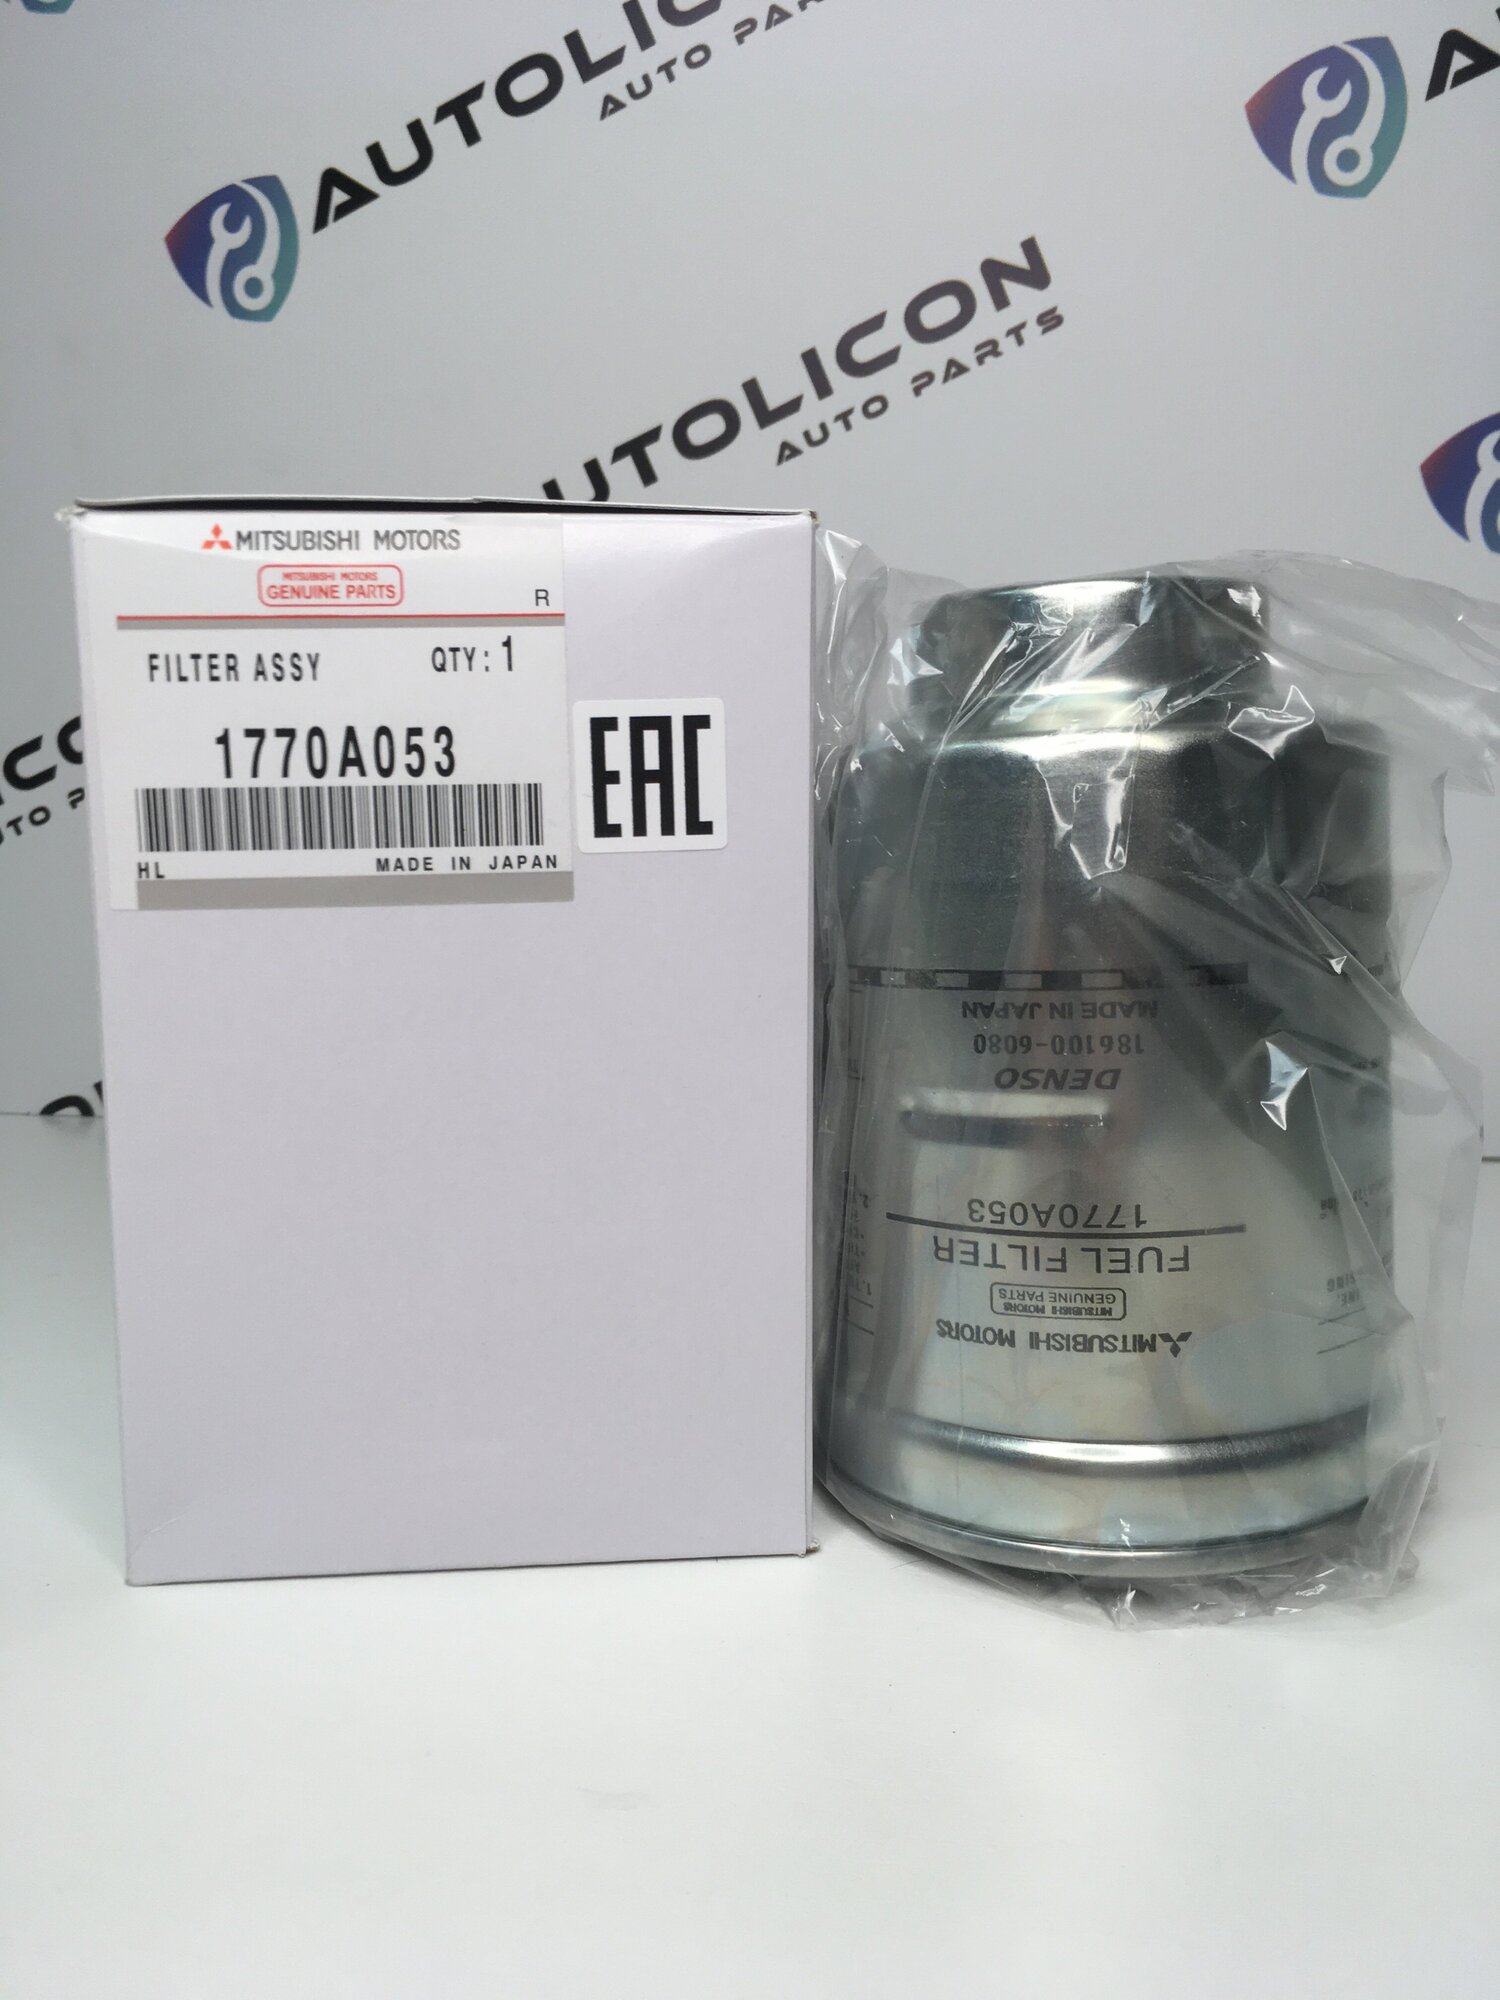 AUTOLICON
AUTO PAR
AUTOLICON
AUTO PARTS
MITSUBISHI MOTORS
MITSUBISHI MOTORS
GENUINE PARTS
R
FILTER ASSY QTY: 1
1770A053
HL MADE IN JAPAN
EAC
MITSUBISHI MOTORS
MITSUBISHI MOTORS
GENUINE PARTS
FUEL FILTER
1770A053
DENSO
186100-6080
MADE IN JAPAN